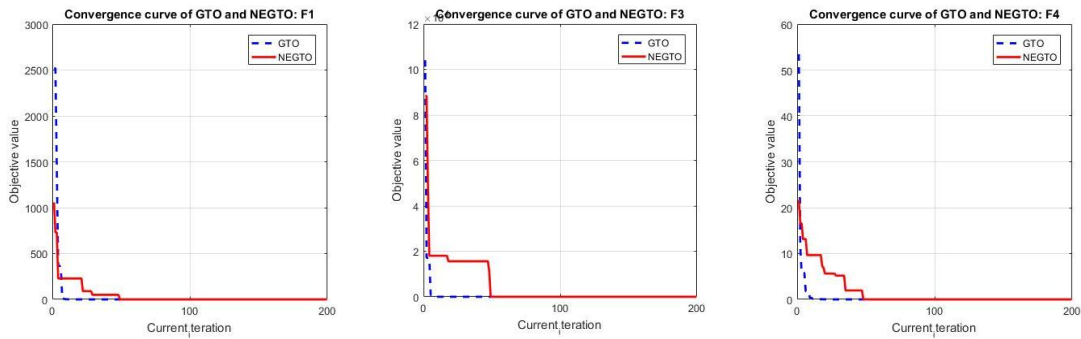 Convergence curve of GTO and NEGTO: F1
3000
2500
2000
1500
1000
500
0
Objective value
GTO
NEGTO
0
100
200
Current,teration
Convergence curve of GTO and NEGTO: F3
12
10
8
6
4
2
0
Objective value
GTO
NEGTO
0
100
200
Current,teration
Convergence curve of GTO and NEGTO: F4
60
50
40
30
20
10
0
Objective value
GTO
NEGTO
0
100
200
Current,teration